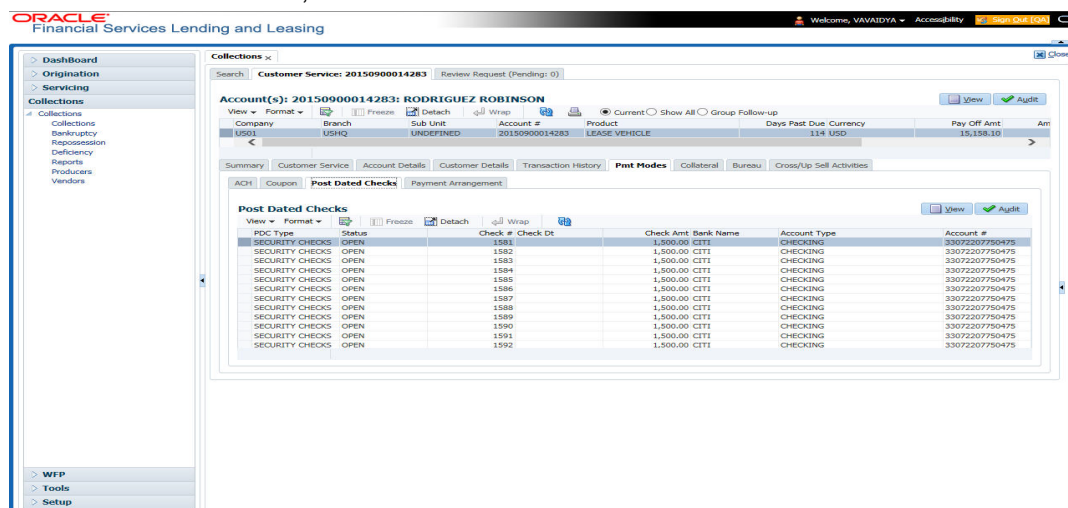 ORACLE
Financial Services Lending and Leasing
Welcome, VAVAIDYA Accessibility Sign Out [QA]
DashBoard
Origination
Servicing
Collections
Collections
Collections
Bankruptcy
Repossession
Deficiency
Reports
Producers
Vendors
WFP
Tools
Setup
Collections x Close
Search Customer Service: 20150900014283 Review Request (Pending: 0)
Account(s): 20150900014283: RODRIGUEZ ROBINSON View Audit
View Format Freeze Detach Wrap Current Show All Group Follow-up
Company Branch Sub Unit Account # Product Days Past Due Currency Pay Off Amt Am
US01 USHQ UNDEFINED 20150900014283 LEASE VEHICLE 114 USD 15,158.10
Summary Customer Service Account Details Customer Details Transaction History Pmt Modes Collateral Bureau Cross/Up Sell Activities
ACH Coupon Post Dated Checks Payment Arrangement
Post Dated Checks View Audit
View Format Freeze Detach Wrap
PDC Type Status Check # Check Dt Check Amt Bank Name Account Type Account #
SECURITY CHECKS OPEN 1581 1,500.00 CITI CHECKING 33072207750475
SECURITY CHECKS OPEN 1582 1,500.00 CITI CHECKING 33072207750475
SECURITY CHECKS OPEN 1583 1,500.00 CITI CHECKING 33072207750475
SECURITY CHECKS OPEN 1584 1,500.00 CITI CHECKING 33072207750475
SECURITY CHECKS OPEN 1585 1,500.00 CITI CHECKING 33072207750475
SECURITY CHECKS OPEN 1586 1,500.00 CITI CHECKING 33072207750475
SECURITY CHECKS OPEN 1587 1,500.00 CITI CHECKING 33072207750475
SECURITY CHECKS OPEN 1588 1,500.00 CITI CHECKING 33072207750475
SECURITY CHECKS OPEN 1589 1,500.00 CITI CHECKING 33072207750475
SECURITY CHECKS OPEN 1590 1,500.00 CITI CHECKING 33072207750475
SECURITY CHECKS OPEN 1591 1,500.00 CITI CHECKING 33072207750475
SECURITY CHECKS OPEN 1592 1,500.00 CITI CHECKING 33072207750475